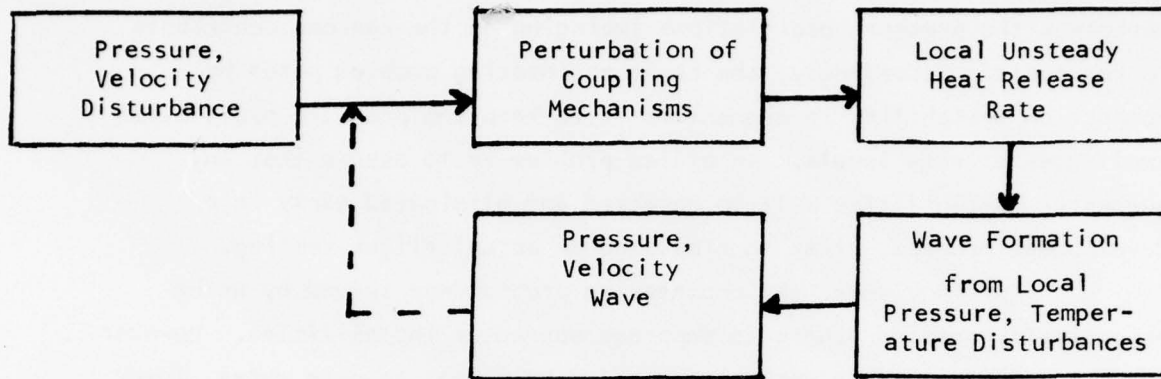 Pressure,
Velocity
Disturbance
Perturbation of
Coupling
Mechanisms
Local Unsteady
Heat Release
Rate
Wave Formation
from Local
Pressure, Temper-
ature Disturbances
Pressure,
Velocity
Wave